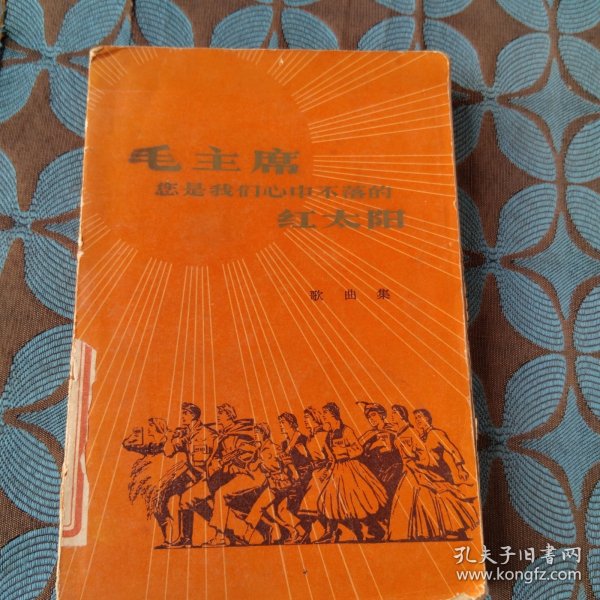 毛主席
您是我们心中不落的
红太阳
歌曲集
孔夫子旧书网
www.kongfz.com